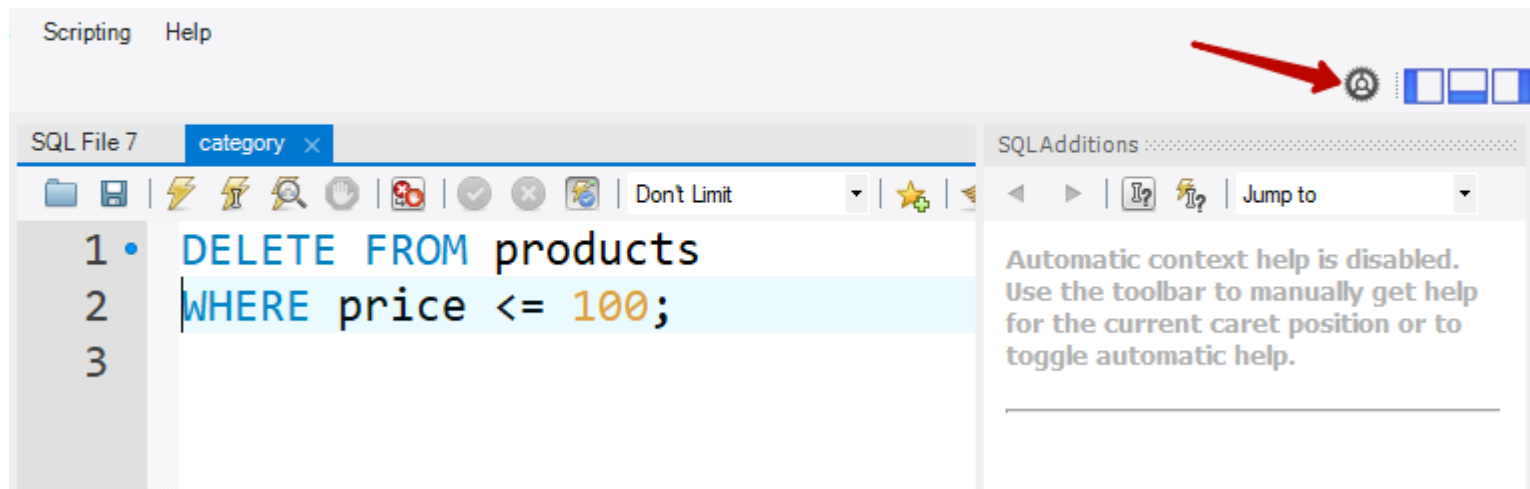 Scripting Help
SQL File 7 category
SQLAdditions
Don't Limit
Jump to
1 DELETE FROM products
2 WHERE price <= 100;
3
Automatic context help is disabled.
Use the toolbar to manually get help
for the current caret position or to
toggle automatic help.